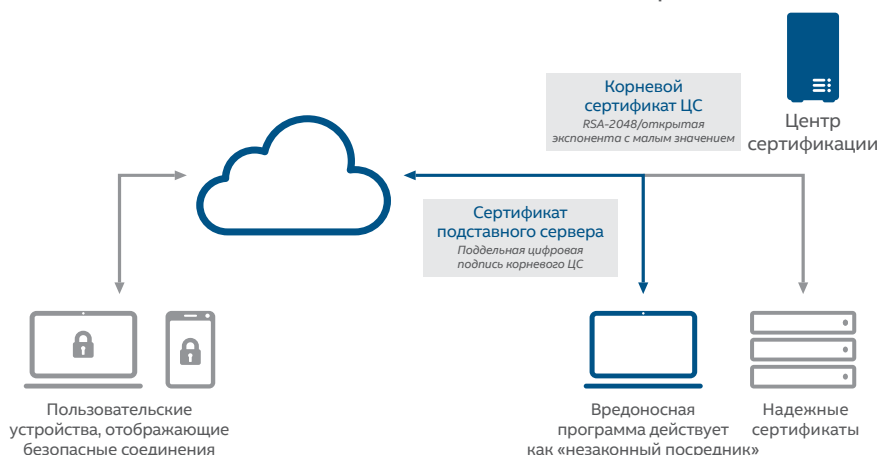 Корневой
сертификат ЦС
RSA-2048/открытая
экспонента с малым значением
Центр
сертификации
Сертификат
подставного сервера
Поддельная цифровая
подпись корневого ЦС
Пользовательские
устройства, отображающие
безопасные соединения
Вредоносная
программа действует
как «незаконный посредник»
Надежные
сертификаты